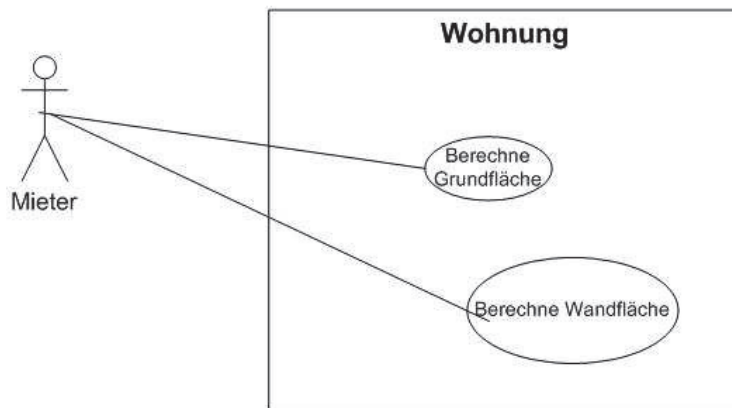 Wohnung
Berechne
Grundfläche
Mieter
Berechne Wandfläche